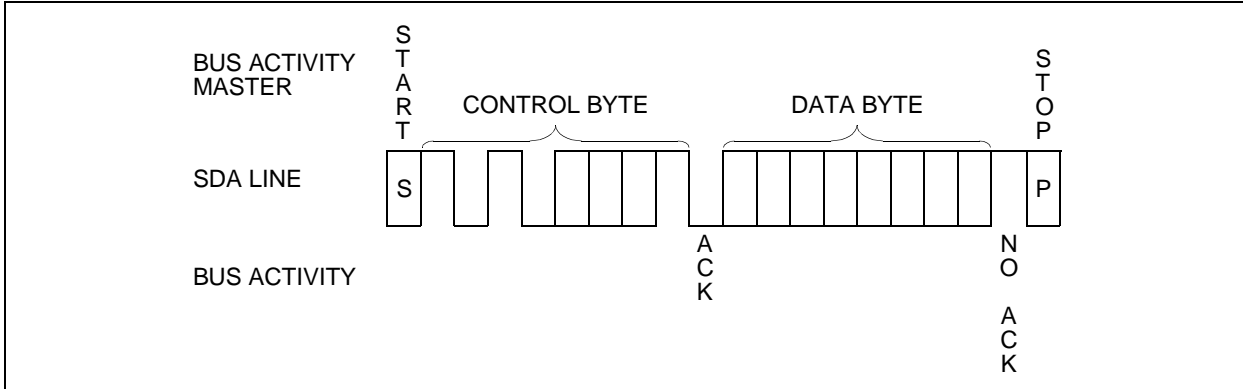 START
BUS ACTIVITY
MASTER
CONTROL BYTE
DATA BYTE
STOP
SDA LINE
S
P
BUS ACTIVITY
ACK
NO ACK